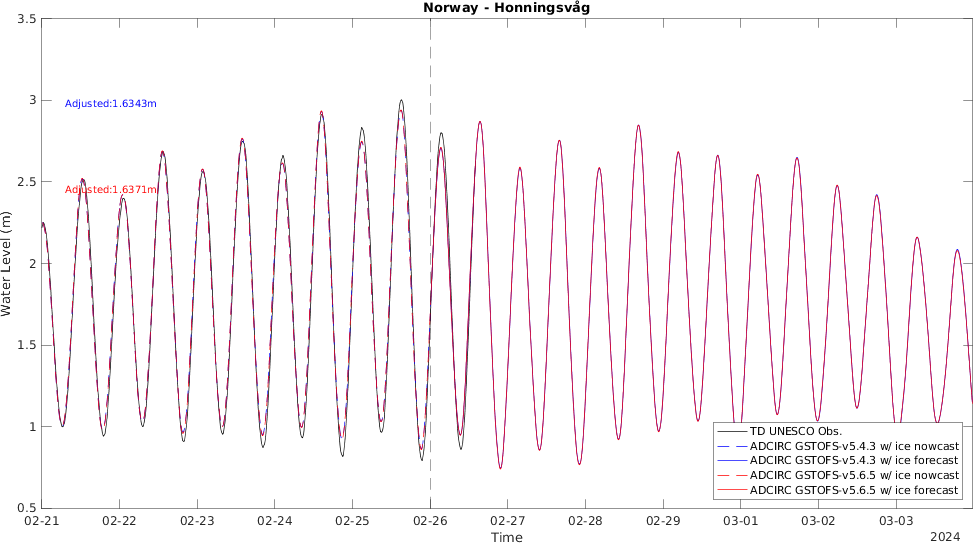 Norway - Honningsvåg
3.5
3
2.5
2
1.5
1
0.5
Water Level (m)
Adjusted:1.6343m
Adjusted:1.6371m
TD UNESCO Obs.
ADCIRC GSTOFS-v5.4.3 w/ ice nowcast
ADCIRC GSTOFS-v5.4.3 w/ ice forecast
ADCIRC GSTOFS-v5.6.5 w/ ice nowcast
ADCIRC GSTOFS-v5.6.5 w/ ice forecast
02-21 02-22 02-23 02-24 02-25 02-26 02-27 02-28 02-29 03-01 03-02 03-03
Time
2024